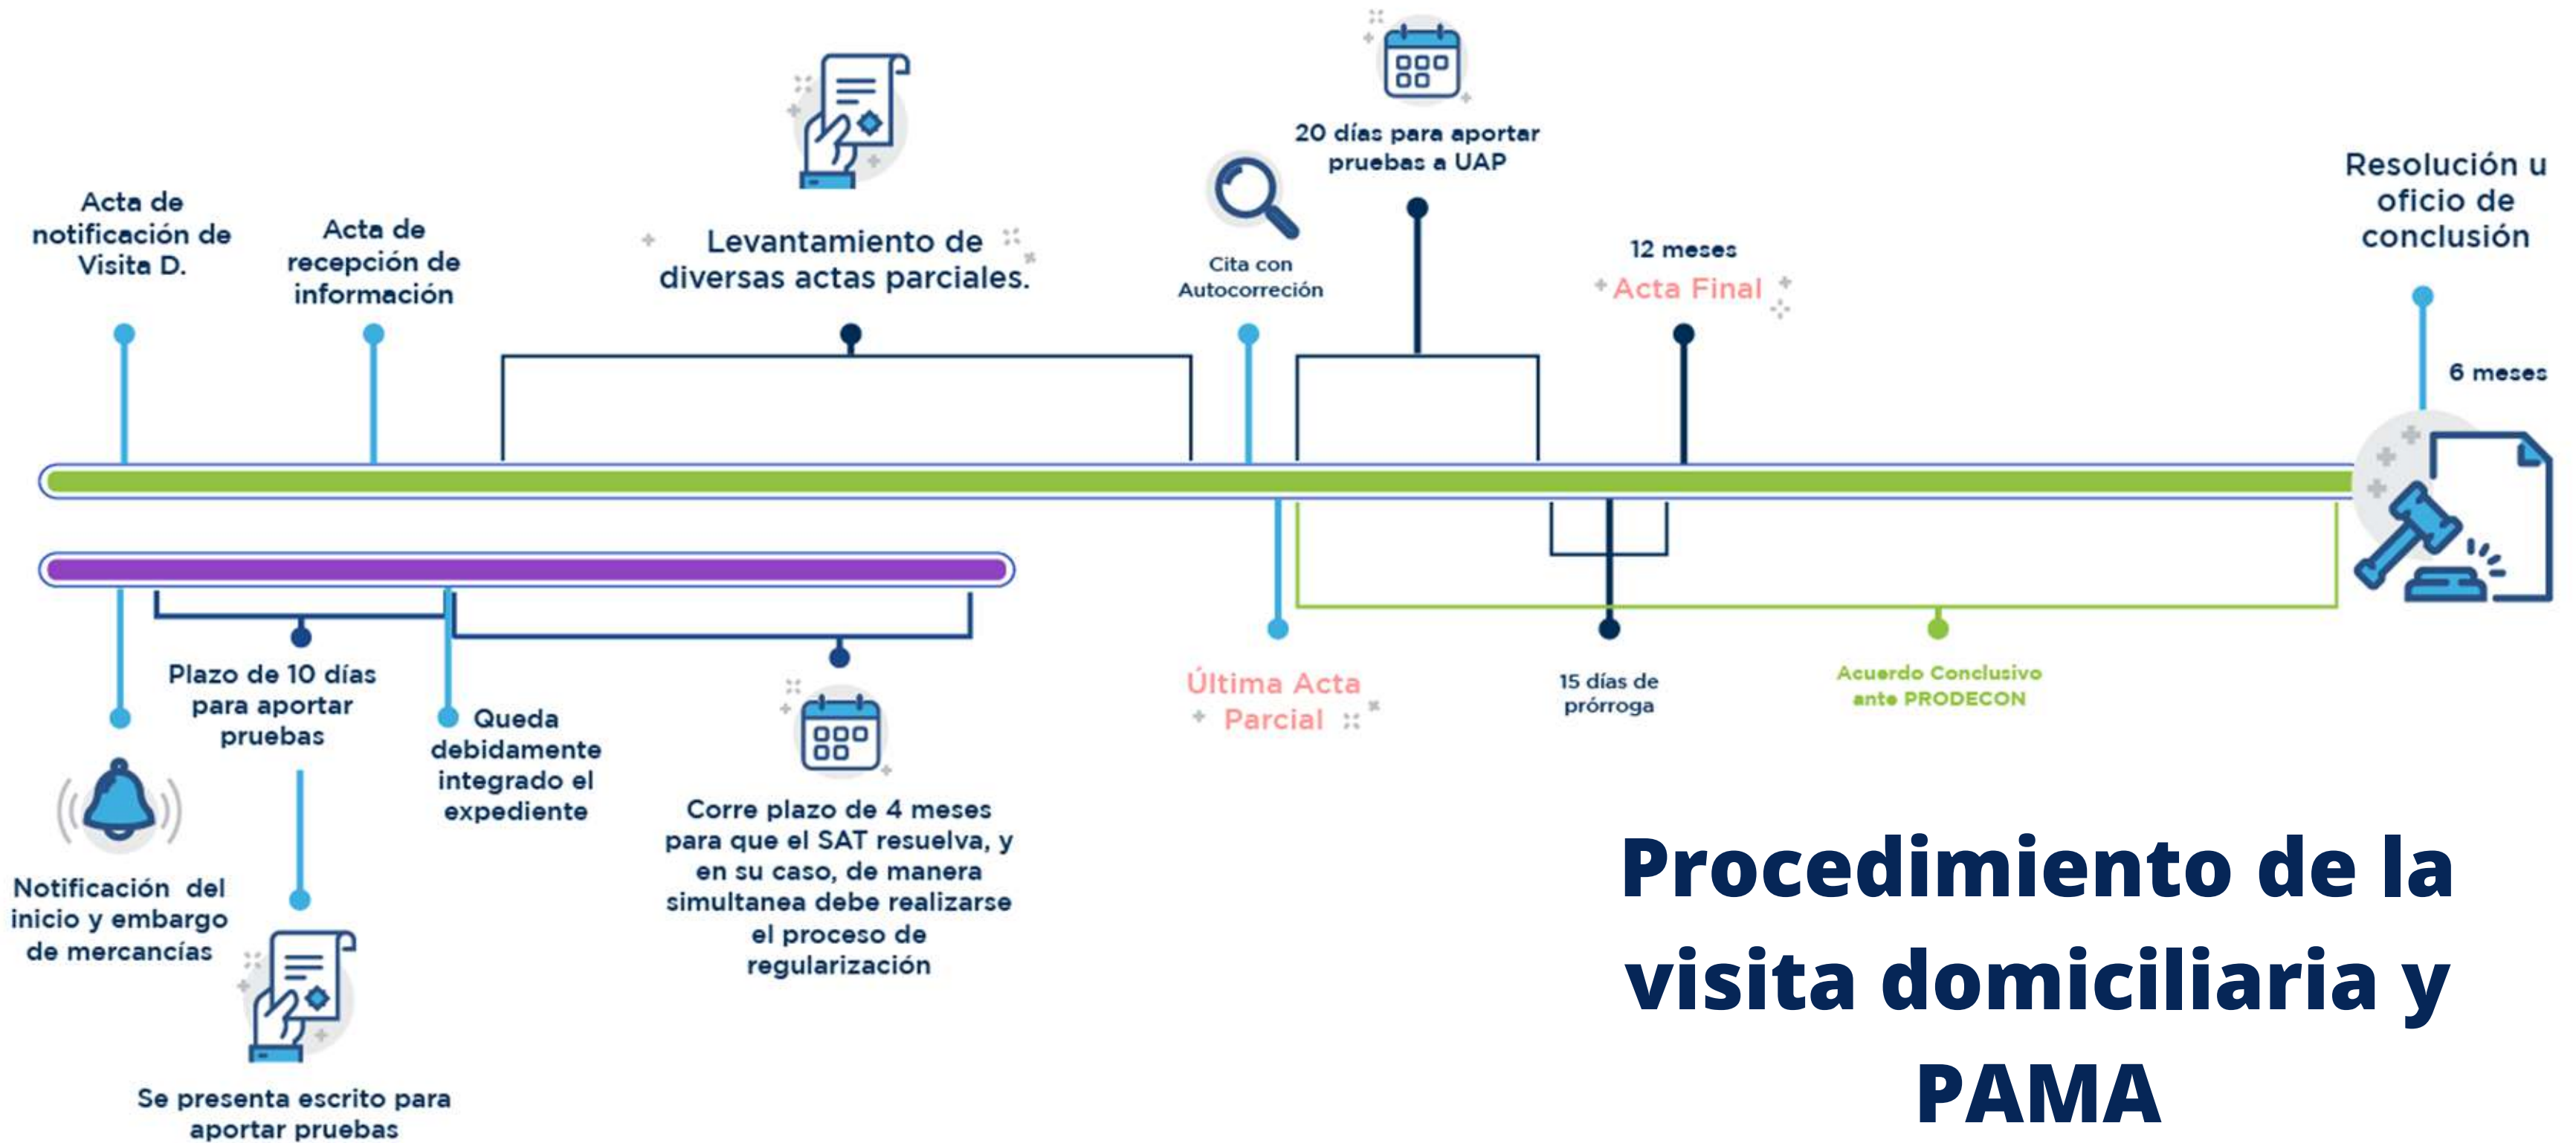 Acta de
notificación de
Visita D.
Acta de
recepción de
información
Levantamiento de
diversas actas parciales.
Cita con
Autocorreción
20 días para aportar
pruebas a UAP
12 meses
Acta Final
Resolución u
oficio de
conclusión
6 meses
Notificación del
inicio y embargo
de mercancías
Plazo de 10 días
para aportar
pruebas
Se presenta escrito para
aportar pruebas
Queda
debidamente
integrado el
expediente
Corre plazo de 4 meses
para que el SAT resuelva, y
en su caso, de manera
simultanea debe realizarse
el proceso de
regularización
Última Acta
Parcial
15 días de
prórroga
Acuerdo Conclusivo
ante PRODECON
Procedimiento de la
visita domiciliaria y
PAMA